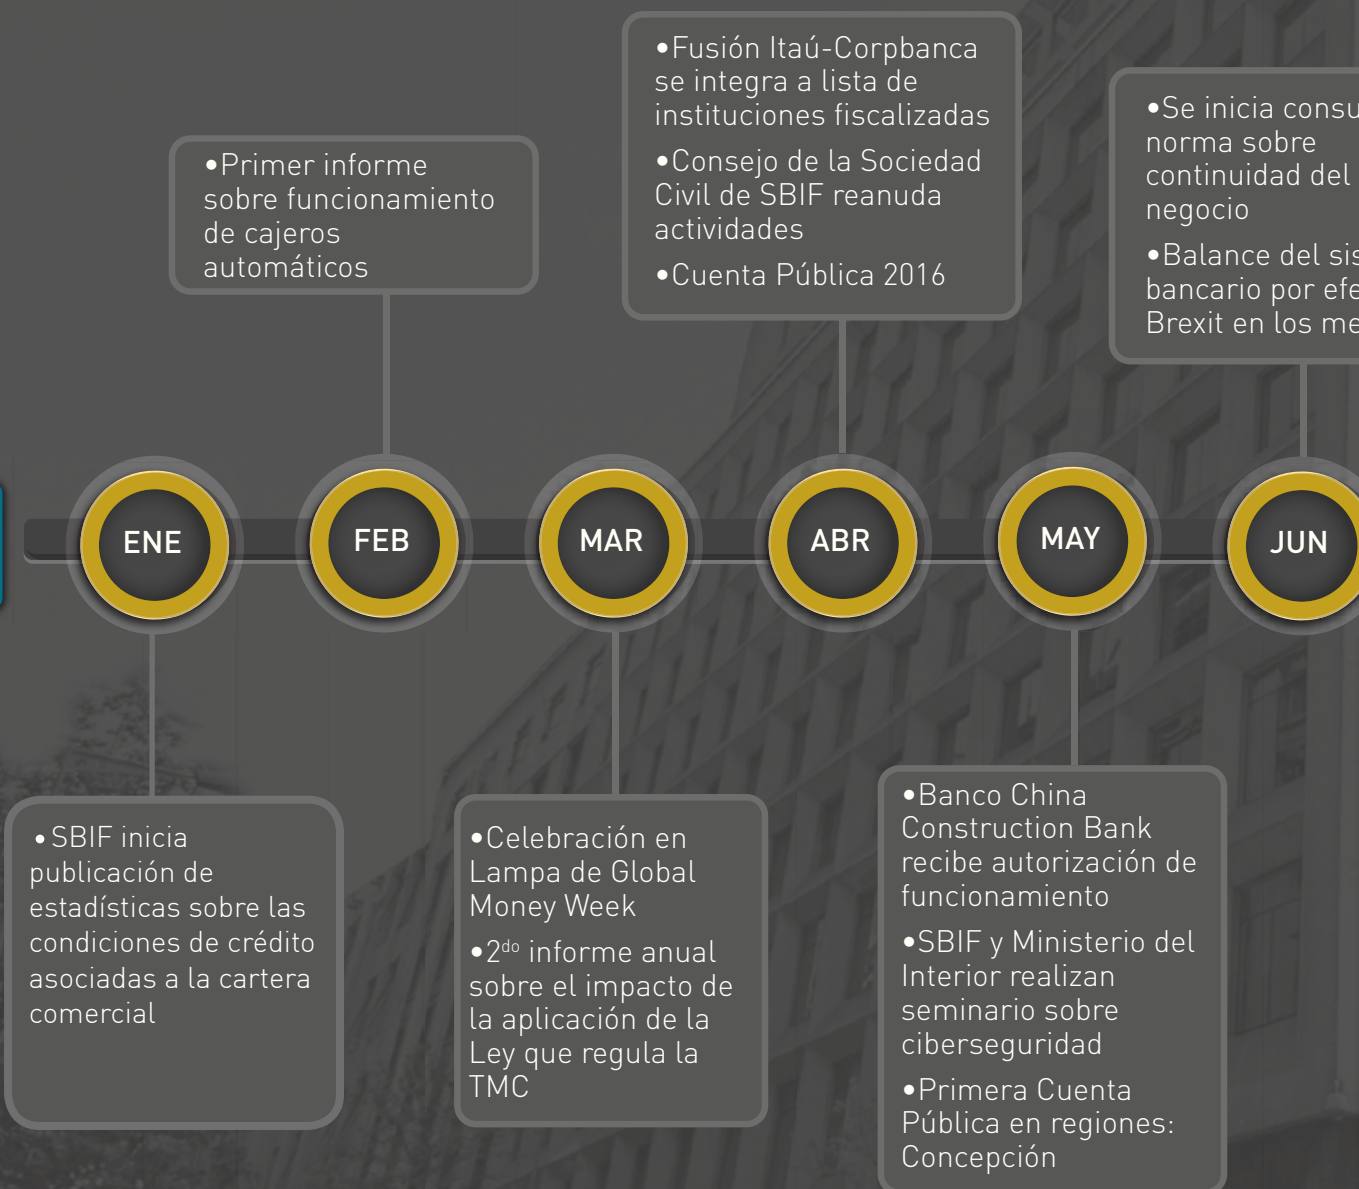 •Primer informe
sobre funcionamiento
de cajeros
automáticos
•Fusión Itaú-Corpbanca
se integra a lista de
instituciones fiscalizadas
•Consejo de la Sociedad
Civil de SBIF reanuda
actividades
•Cuenta Pública 2016
•Se inicia
norma sobre
continuidad del
negocio
•Balance del
bancario por
Brexit en los
ENE
FEB
MAR
ABR
MAY
JUN
•SBIF inicia
publicación de
estadísticas sobre las
condiciones de crédito
asociadas a la cartera
comercial
•Celebración en
Lampa de Global
Money Week
•2do informe anual
sobre el impacto de
la aplicación de la
Ley que regula la
TMC
•Banco China
Construction Bank
recibe autorización de
funcionamiento
•SBIF y Ministerio del
Interior realizan
seminario sobre
ciberseguridad
•Primera Cuenta
Pública en regiones:
Concepción